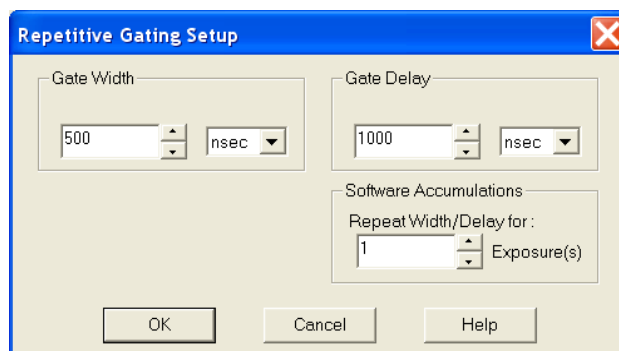 Repetitive Gating Setup
Gate Width
500
nsec
Gate Delay
1000
nsec
Software Accumulations
Repeat Width/Delay for :
1
Exposure(s)
OK
Cancel
Help